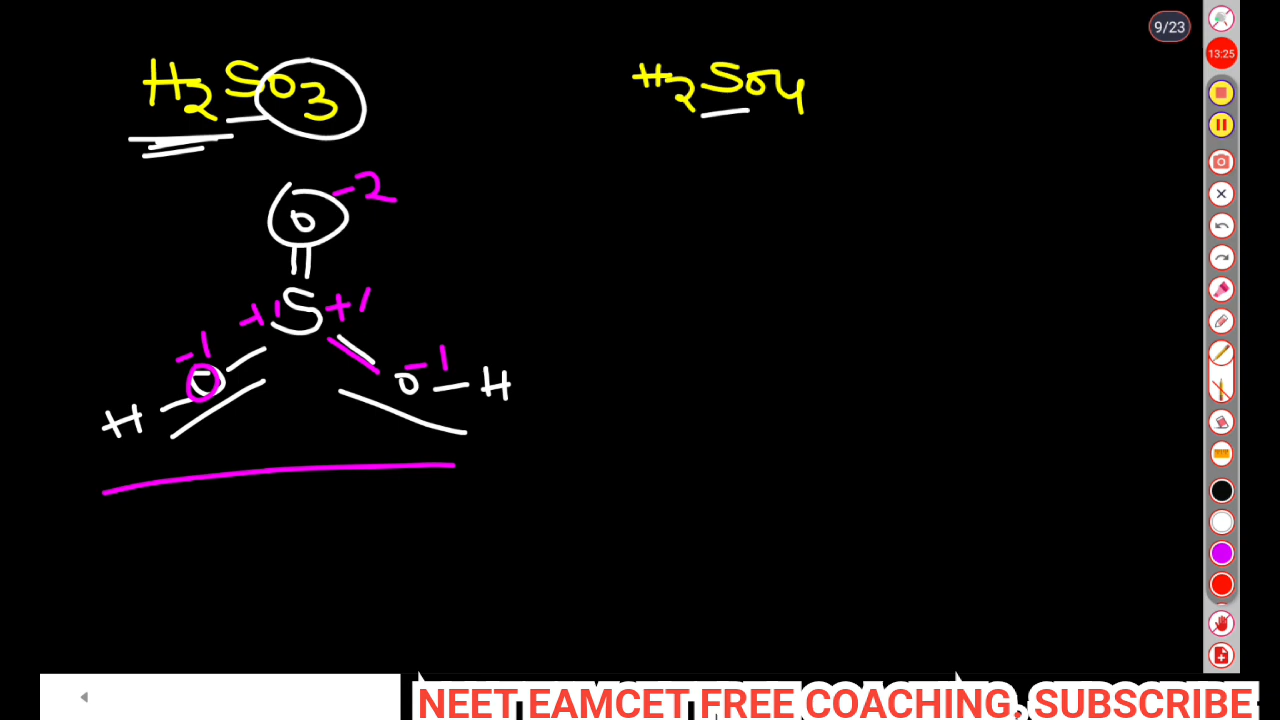 9/23
13:25
H2SO3
H2SO4
O -2
+1 S +1
-1 -1
H O O - H
NEET EAMCET FREE COACHING, SUBSCRIBE